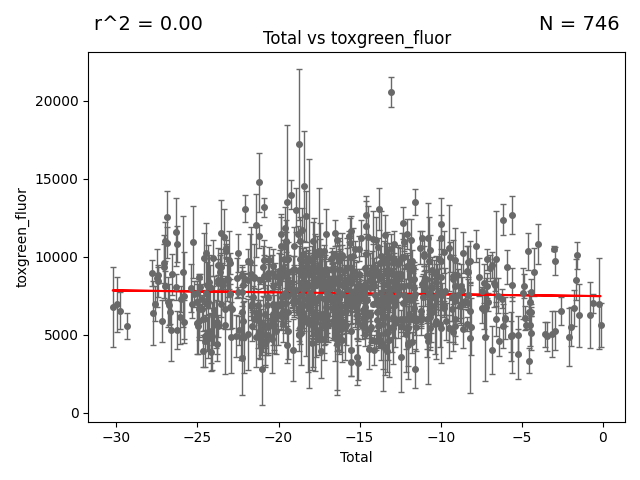 r^2 = 0.00
N = 746
Total vs toxgreen_fluor
20000
15000
10000
5000
0
toxgreen_fluor
−30
−25
−20
−15
−10
−5
0
Total